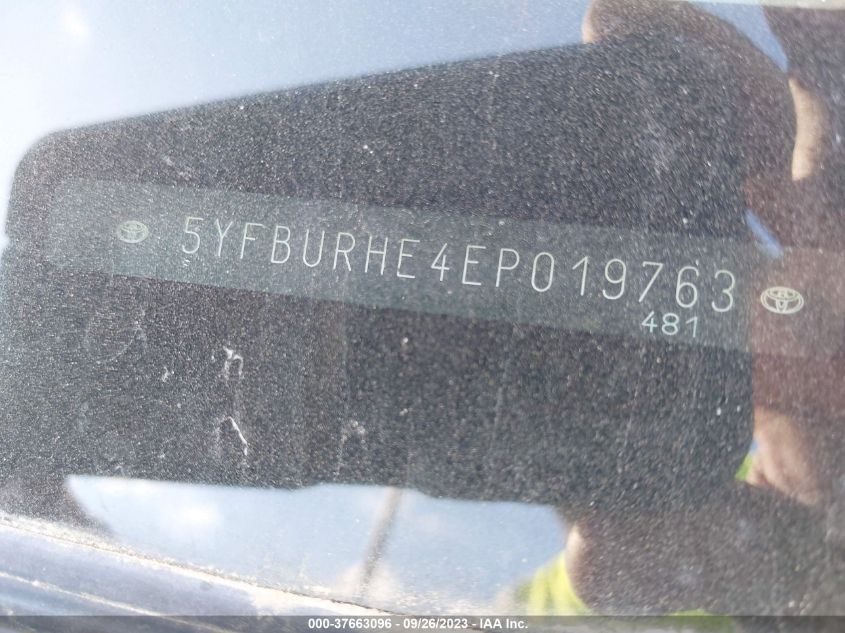 5YFBURHE4EP019763
481
000-37663096 • 09/26/2023 • IAA Inc.